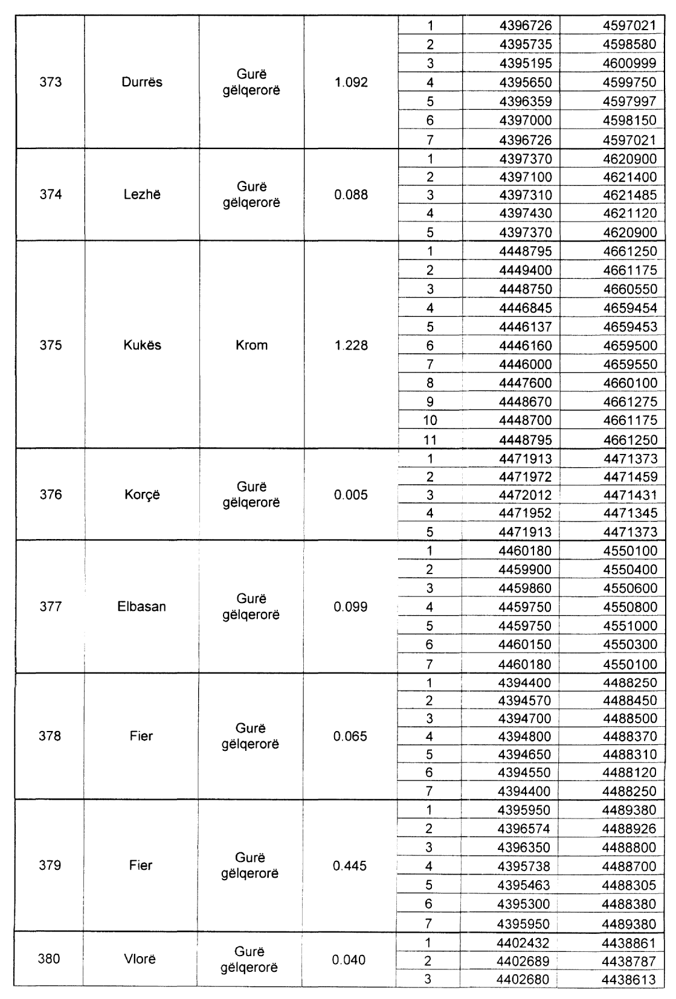 373 Durrës Gurë gëlqerorë 1.092
1 4396726 4597021
2 4395735 4598580
3 4395195 4600999
4 4395650 4599750
5 4396359 4597997
6 4397000 4598150
7 4396726 4597021
374 Lezhë Gurë gëlqerorë 0.088
1 4397370 4620900
2 4397100 4621400
3 4397310 4621485
4 4397430 4621120
5 4397370 4620900
375 Kukës Krom 1.228
1 4448795 4661250
2 4449400 4661175
3 4448750 4660550
4 4446845 4659454
5 4446137 4659453
6 4446160 4659500
7 4446000 4659550
8 4447600 4660100
9 4448670 4661275
10 4448700 4661175
11 4448795 4661250
376 Korçë Gurë gëlqerorë 0.005
1 4471913 4471373
2 4471972 4471459
3 4472012 4471431
4 4471952 4471345
5 4471913 4471373
377 Elbasan Gurë gëlqerorë 0.099
1 4460180 4550100
2 4459900 4550400
3 4459860 4550600
4 4459750 4550800
5 4459750 4551000
6 4460150 4550300
7 4460180 4550100
378 Fier Gurë gëlqerorë 0.065
1 4394400 4488250
2 4394570 4488450
3 4394700 4488500
4 4394800 4488370
5 4394650 4488310
6 4394550 4488120
7 4394400 4488250
379 Fier Gurë gëlqerorë 0.445
1 4395950 4489380
2 4396574 4488926
3 4396350 4488800
4 4395738 4488700
5 4395463 4488305
6 4395300 4488380
7 4395950 4489380
380 Vlorë Gurë gëlqerorë 0.040
1 4402432 4438861
2 4402689 4438787
3 4402680 4438613